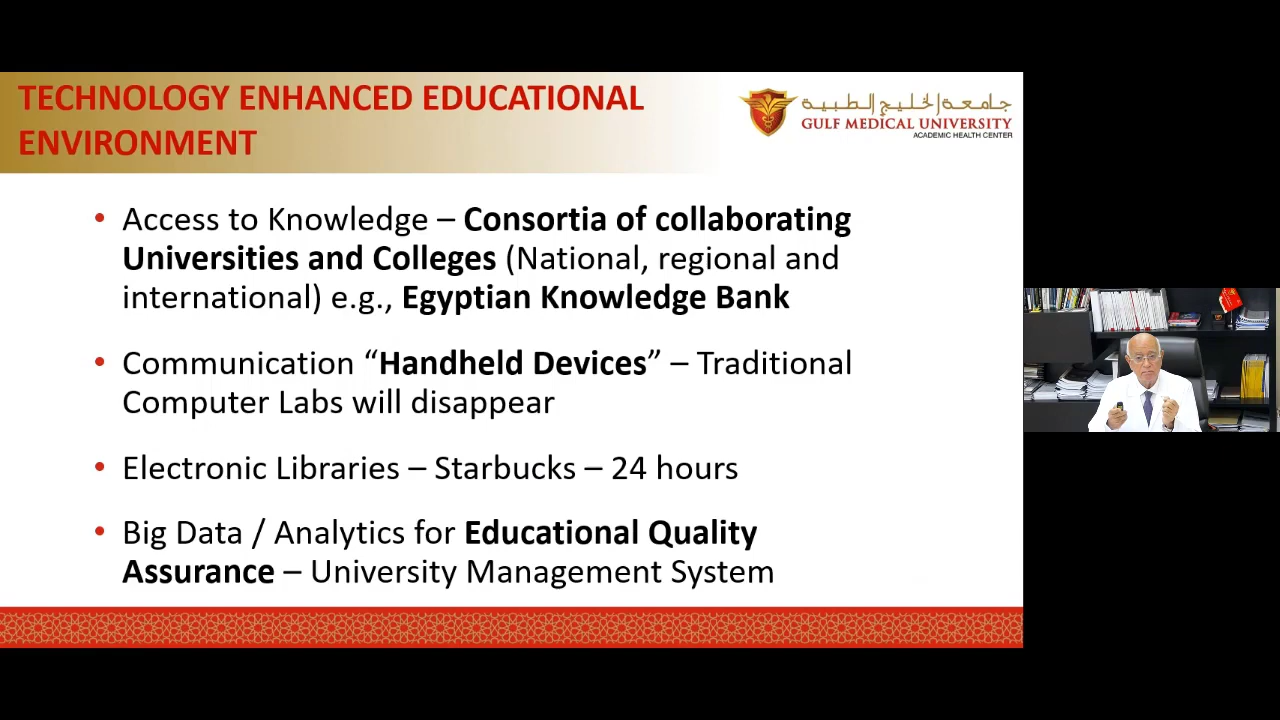 TECHNOLOGY ENHANCED EDUCATIONAL
ENVIRONMENT
جامعة الخليج الطبية
GULF MEDICAL UNIVERSITY
ACADEMIC HEALTH CENTER
• Access to Knowledge – Consortia of collaborating
Universities and Colleges (National, regional and
international) e.g., Egyptian Knowledge Bank
• Communication “Handheld Devices” – Traditional
Computer Labs will disappear
• Electronic Libraries – Starbucks – 24 hours
• Big Data / Analytics for Educational Quality
Assurance – University Management System